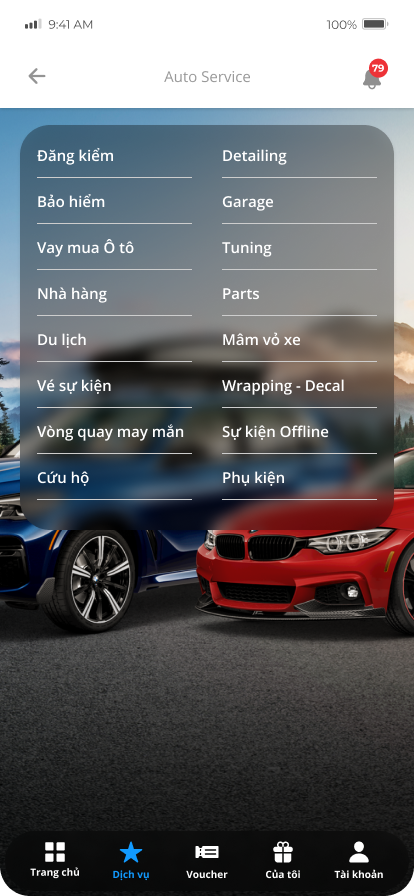 9:41 AM
100%
Auto Service
79
Đăng kiểm
Detailing
Bảo hiểm
Garage
Vay mua Ô tô
Tuning
Nhà hàng
Parts
Du lịch
Mâm vỏ xe
Vé sự kiện
Wrapping - Decal
Vòng quay may mắn
Sự kiện Offline
Cứu hộ
Phụ kiện
Trang chủ
Dịch vụ
Voucher
Của tôi
Tài khoản